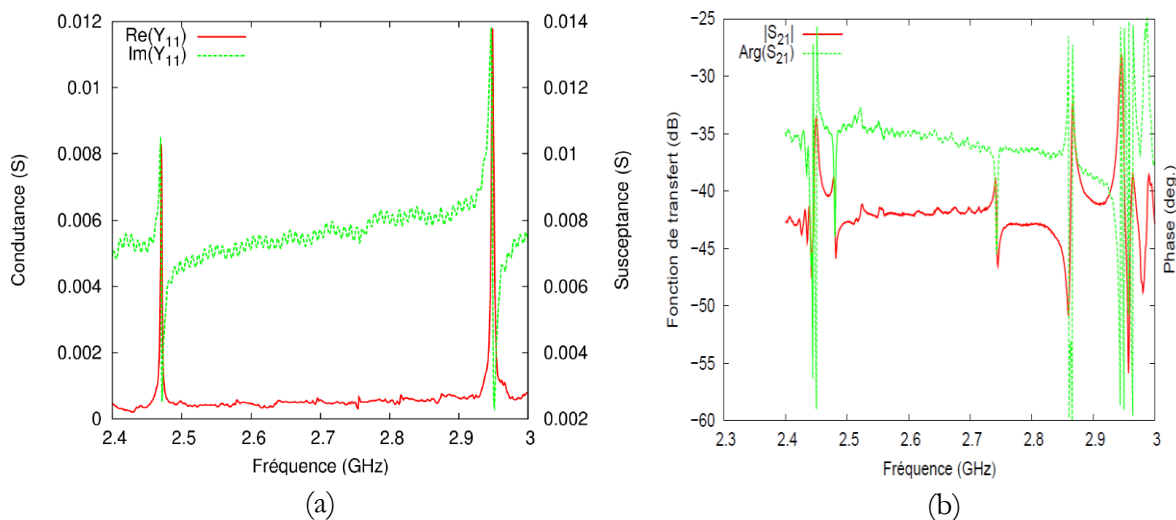 Re(Y11)
Im(Y11)
Condutance (S)
0.012
0.01
0.008
0.006
0.004
0.002
0
0.014
0.012
0.01
0.008
0.006
0.004
0.002
Susceptance (S)
2.4 2.5 2.6 2.7 2.8 2.9 3
Fréquence (GHz)
(a)
|S21|
Arg(S21)
Fonction de transfert (dB)
−25
−30
−35
−40
−45
−50
−55
−60
Phase (deg.)
2.3 2.4 2.5 2.6 2.7 2.8 2.9 3
Fréquence (GHz)
(b)